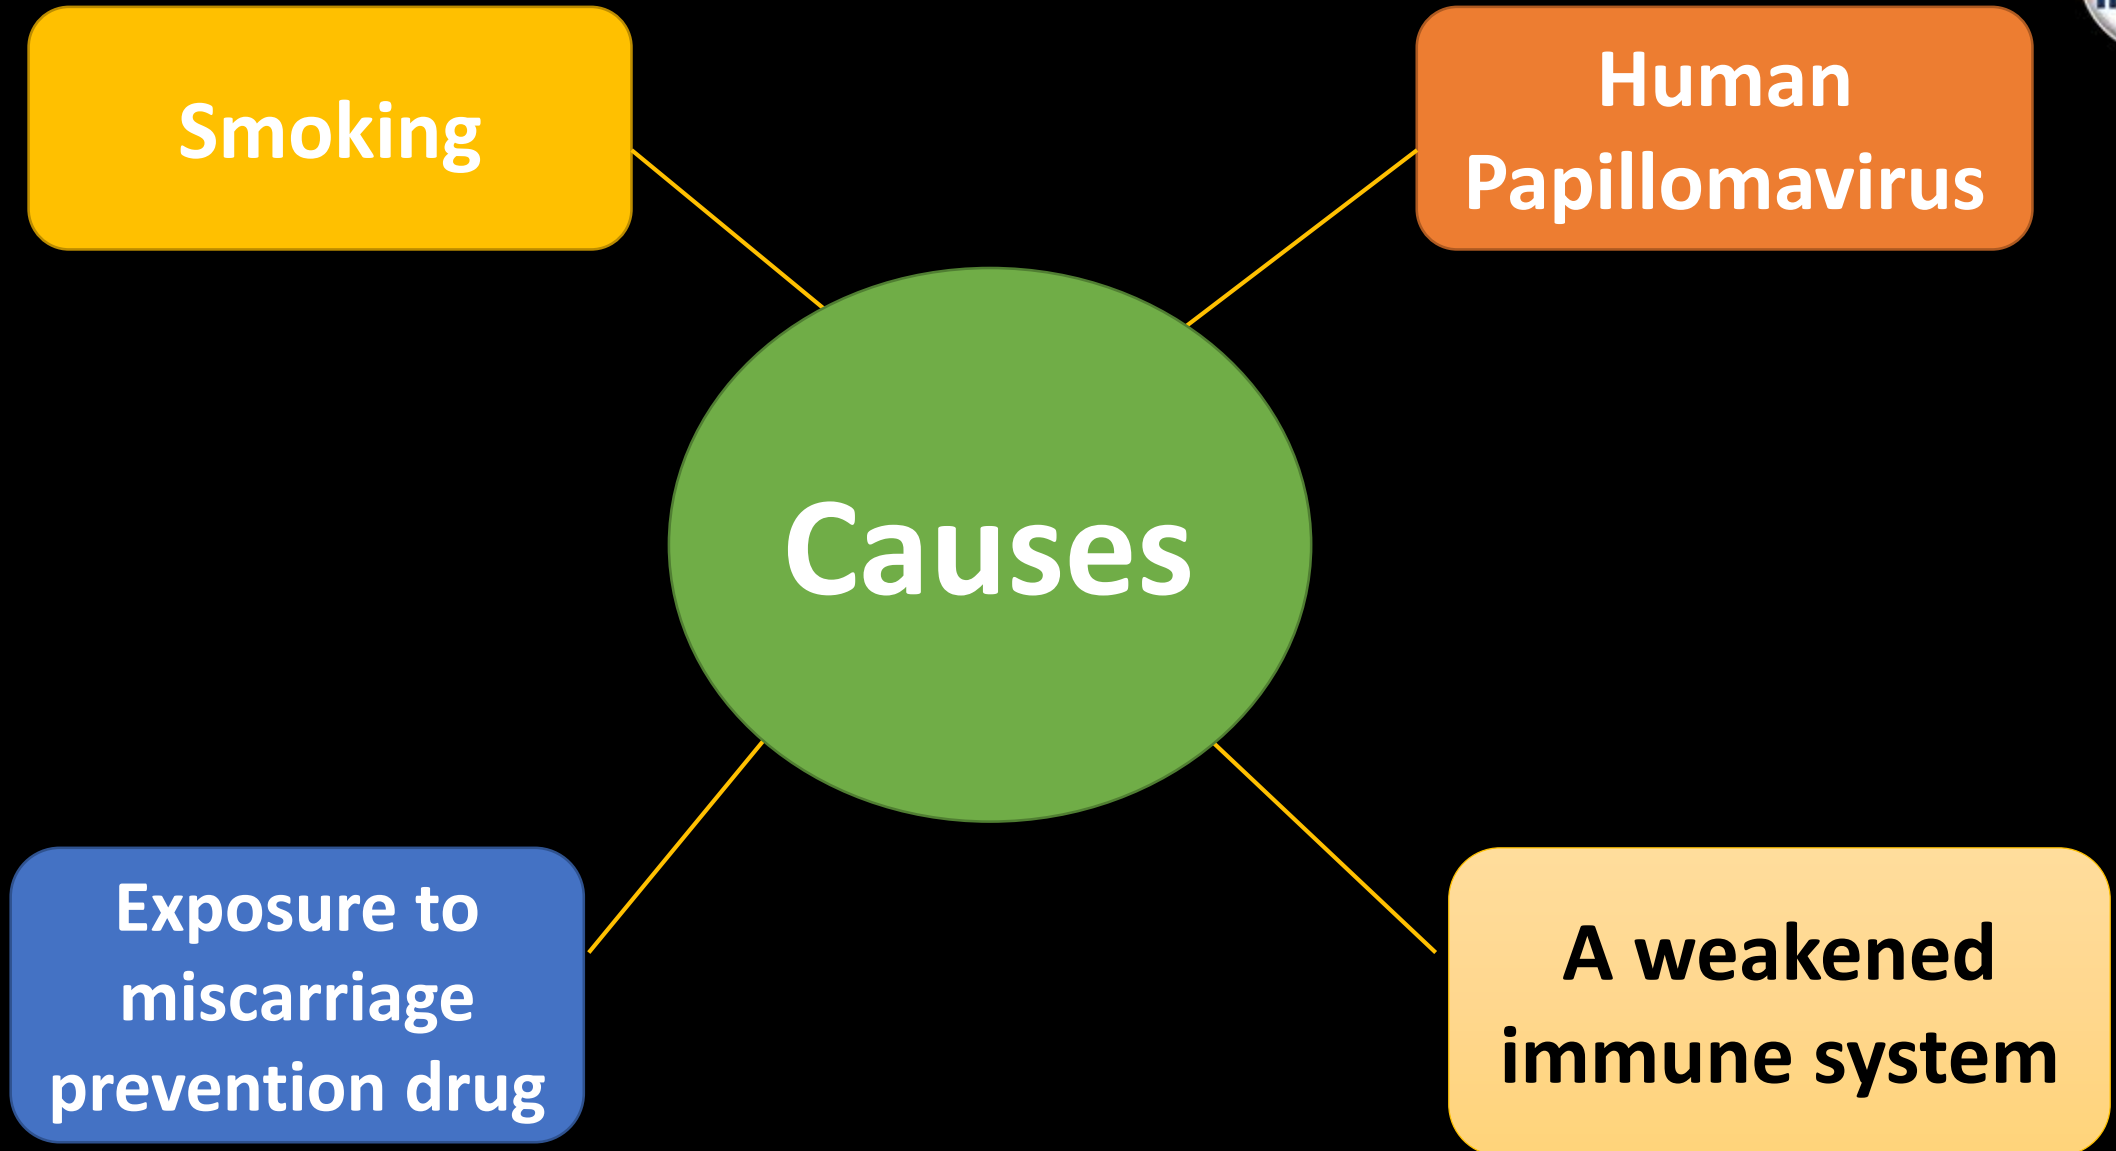 Smoking
Human
Papillomavirus
Causes
Exposure to
miscarriage
prevention drug
A weakened
immune system